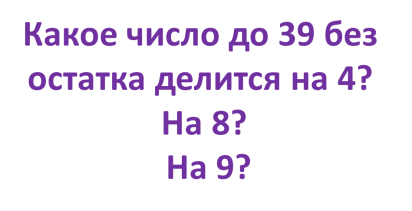 Какое число до 39 без
остатка делится на 4?
На 8?
На 9?